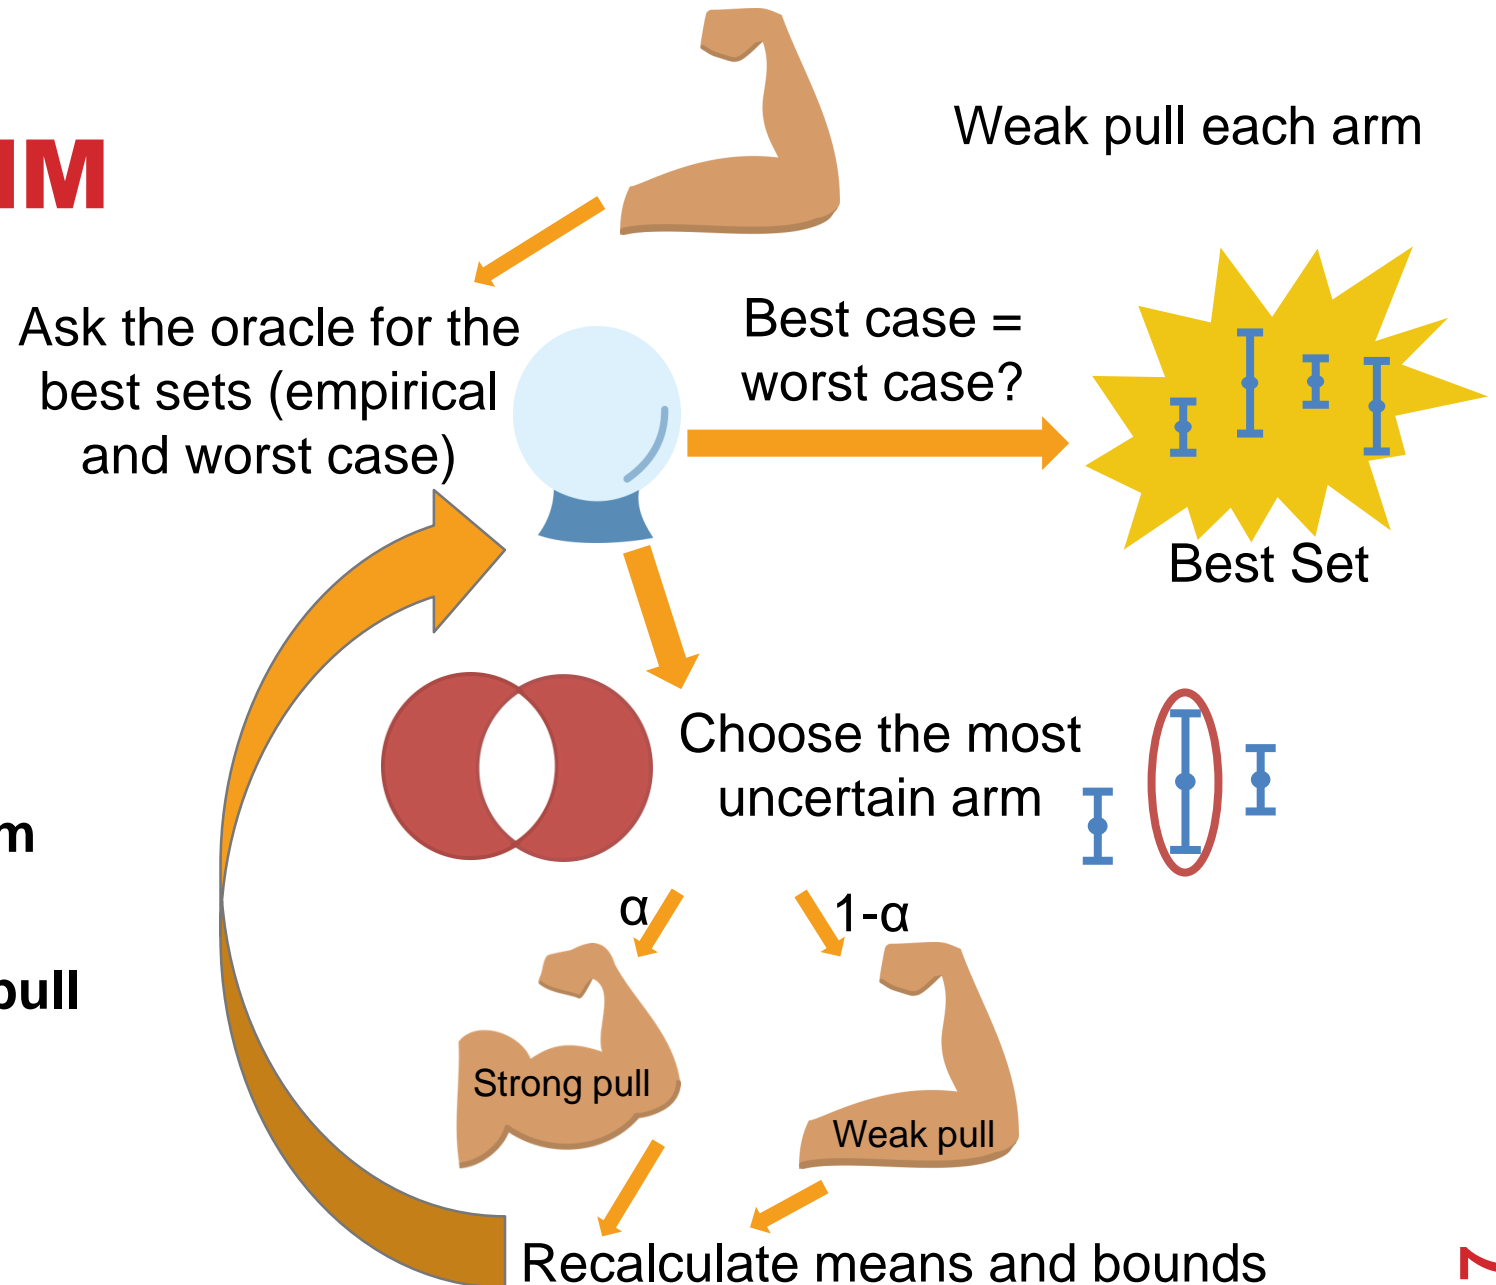 Weak pull each arm
IM
Ask the oracle for the
best sets (empirical
and worst case)
Best case =
worst case?
Best Set
Choose the most
uncertain arm
m
α
1-α
pull
Strong pull
Weak pull
Recalculate means and bounds
7